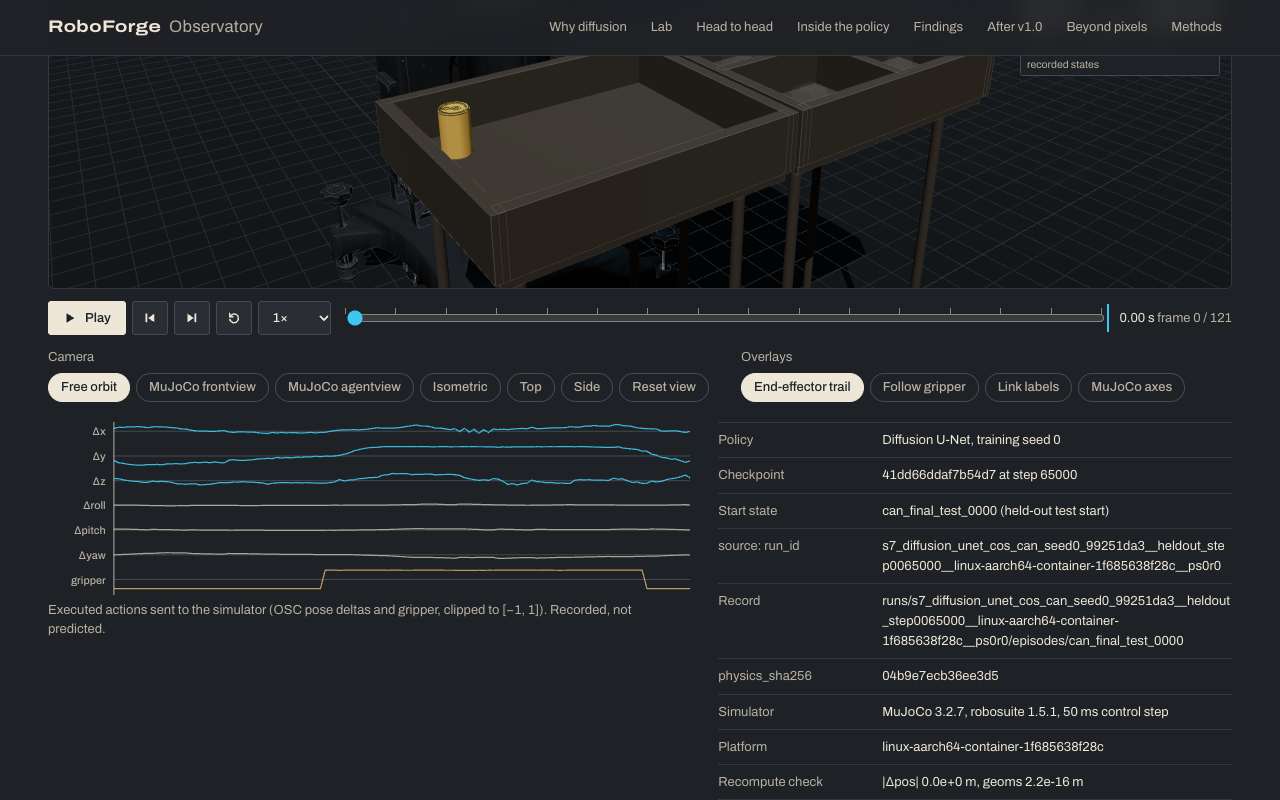 RoboForge Observatory
Why diffusion
Lab
Head to head
Inside the policy
Findings
After v1.0
Beyond pixels
Methods
recorded states
Play
1×
0.00 s frame 0 / 121
Camera
Free orbit
MuJoCo frontview
MuJoCo agentview
Isometric
Top
Side
Reset view
Overlays
End-effector trail
Follow gripper
Link labels
MuJoCo axes
Δx
Δy
Δz
Δroll
Δpitch
Δyaw
gripper
Executed actions sent to the simulator (OSC pose deltas and gripper, clipped to [−1, 1]). Recorded, not
predicted.
Policy
Diffusion U-Net, training seed 0
Checkpoint
41dd66ddaf7b54d7 at step 65000
Start state
can_final_test_0000 (held-out test start)
source: run_id
s7_diffusion_unet_cos_can_seed0_99251da3__heldout_ste
p0065000__linux-aarch64-container-1f685638f28c__ps0r0
Record
runs/s7_diffusion_unet_cos_can_seed0_99251da3__heldout
_step0065000__linux-aarch64-container-
1f685638f28c__ps0r0/episodes/can_final_test_0000
physics_sha256
04b9e7ecb36ee3d5
Simulator
MuJoCo 3.2.7, robosuite 1.5.1, 50 ms control step
Platform
linux-aarch64-container-1f685638f28c
Recompute check
|Δpos| 0.0e+0 m, geoms 2.2e-16 m